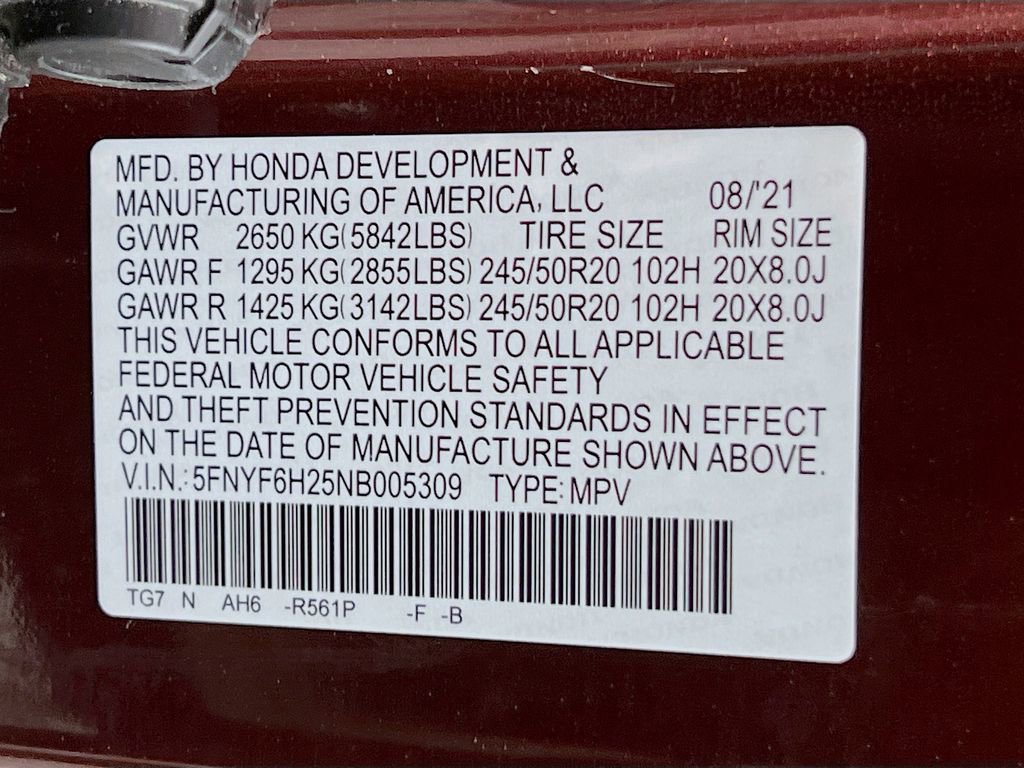 MFD. BY HONDA DEVELOPMENT &
MANUFACTURING OF AMERICA, LLC 08/'21
GVWR 2650 KG(5842LBS) TIRE SIZE RIM SIZE
GAWR F 1295 KG(2855LBS) 245/50R20 102H 20X8.0J
GAWR R 1425 KG(3142LBS) 245/50R20 102H 20X8.0J
THIS VEHICLE CONFORMS TO ALL APPLICABLE
FEDERAL MOTOR VEHICLE SAFETY
AND THEFT PREVENTION STANDARDS IN EFFECT
ON THE DATE OF MANUFACTURE SHOWN ABOVE.
V.I.N.: 5FNYF6H25NB005309 TYPE: MPV
TG7 N AH6 -R561P -F -B